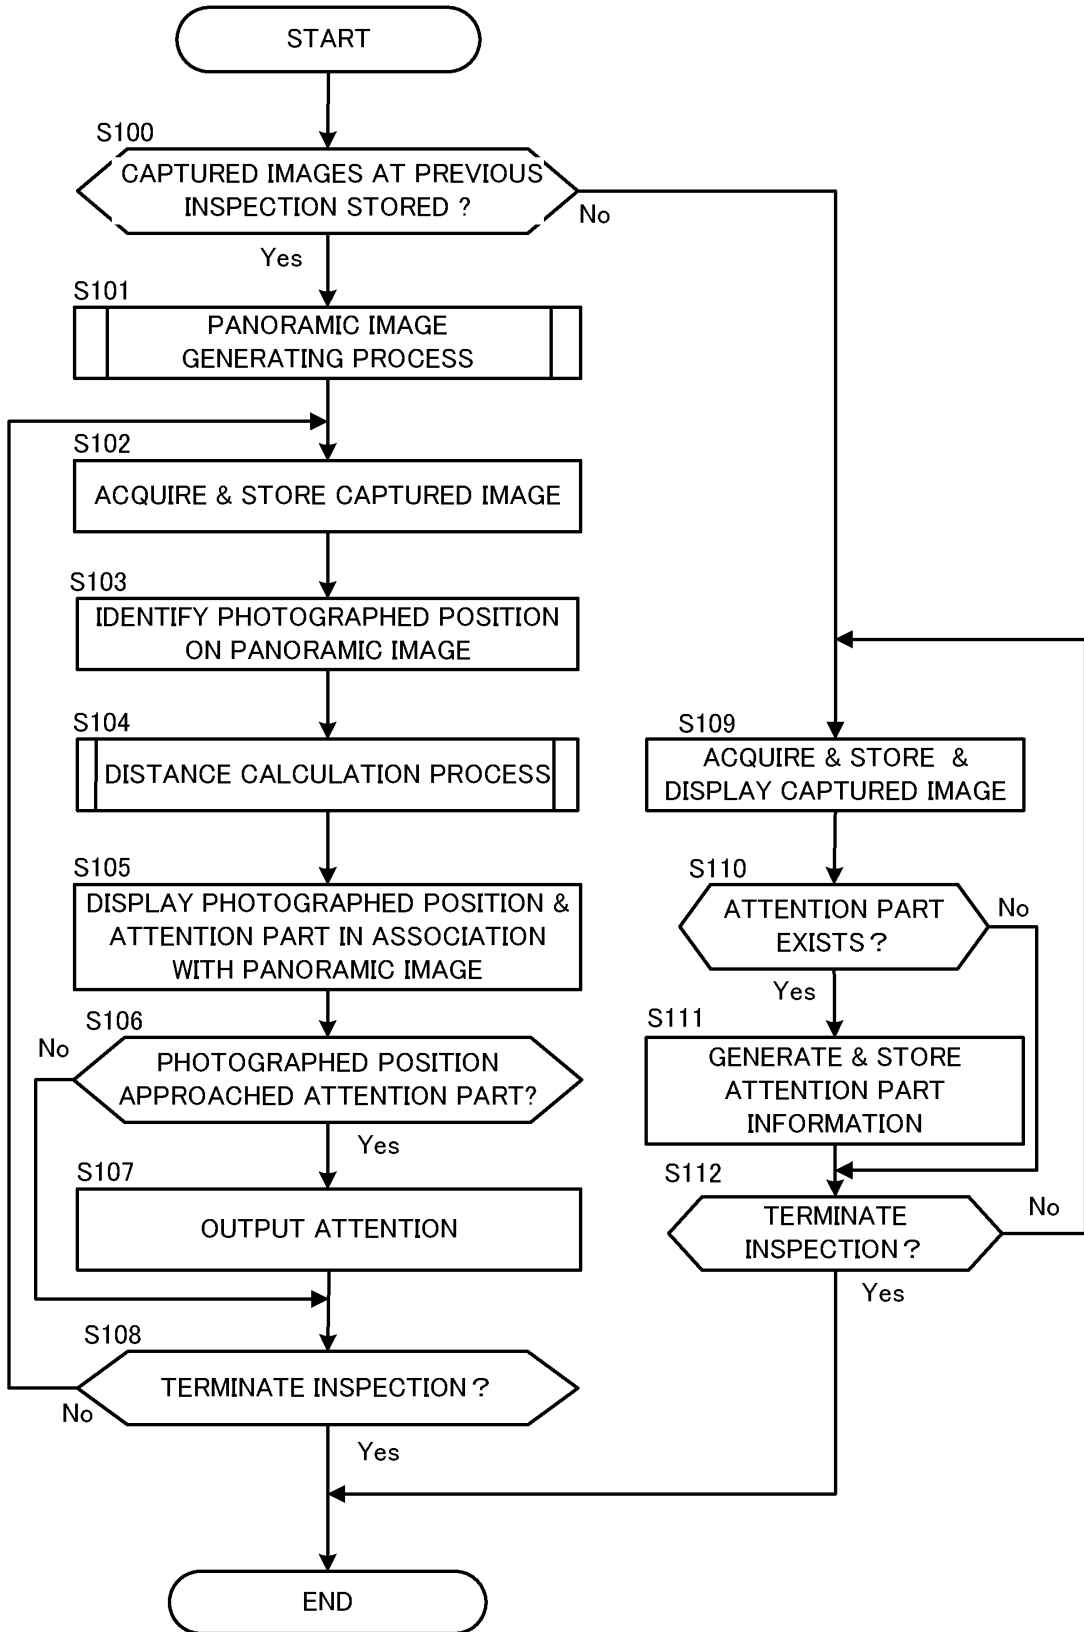 START
S100
CAPTURED IMAGES AT PREVIOUS
INSPECTION STORED ?
No
Yes
S101
PANORAMIC IMAGE
GENERATING PROCESS
S102
ACQUIRE & STORE CAPTURED IMAGE
S103
IDENTIFY PHOTOGRAPHED POSITION
ON PANORAMIC IMAGE
S104
DISTANCE CALCULATION PROCESS
S105
DISPLAY PHOTOGRAPHED POSITION &
ATTENTION PART IN ASSOCIATION
WITH PANORAMIC IMAGE
S106
No
PHOTOGRAPHED POSITION
APPROACHED ATTENTION PART?
Yes
S107
OUTPUT ATTENTION
S108
TERMINATE INSPECTION ?
No
Yes
S109
ACQUIRE & STORE &
DISPLAY CAPTURED IMAGE
S110
ATTENTION PART
EXISTS ?
No
Yes
S111
GENERATE & STORE
ATTENTION PART
INFORMATION
S112
TERMINATE
INSPECTION ?
No
Yes
END